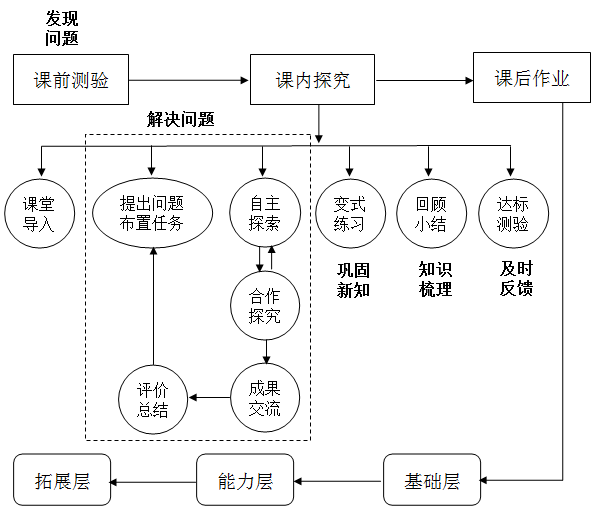 发现
问题
课前测验
课内探究
课后作业
解决问题
课堂
导入
提出问题
布置任务
自主
探索
变式
练习
回顾
小结
达标
测验
巩固
新知
知识
梳理
及时
反馈
合作
探究
评价
总结
成果
交流
拓展层
能力层
基础层